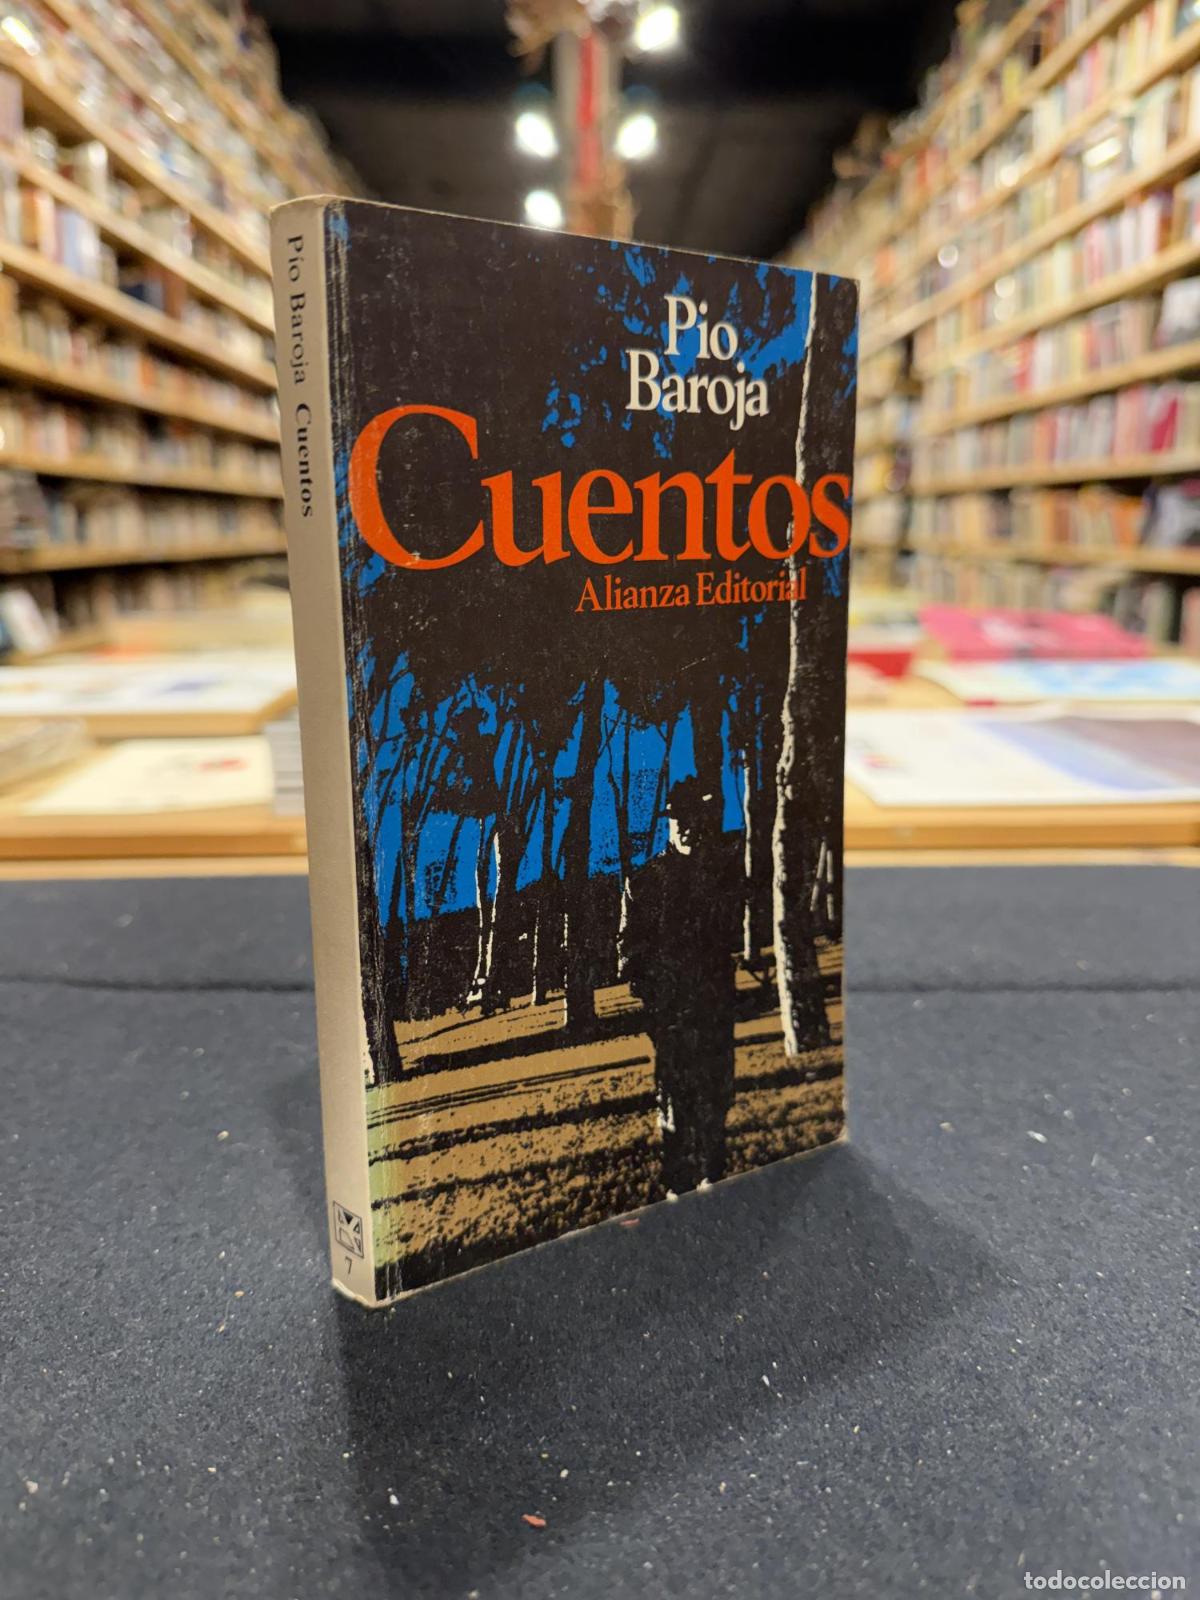 Pío Baroja Cuentos
7
Pio
Baroja
Cuentos
Alianza Editorial
todocoleccion